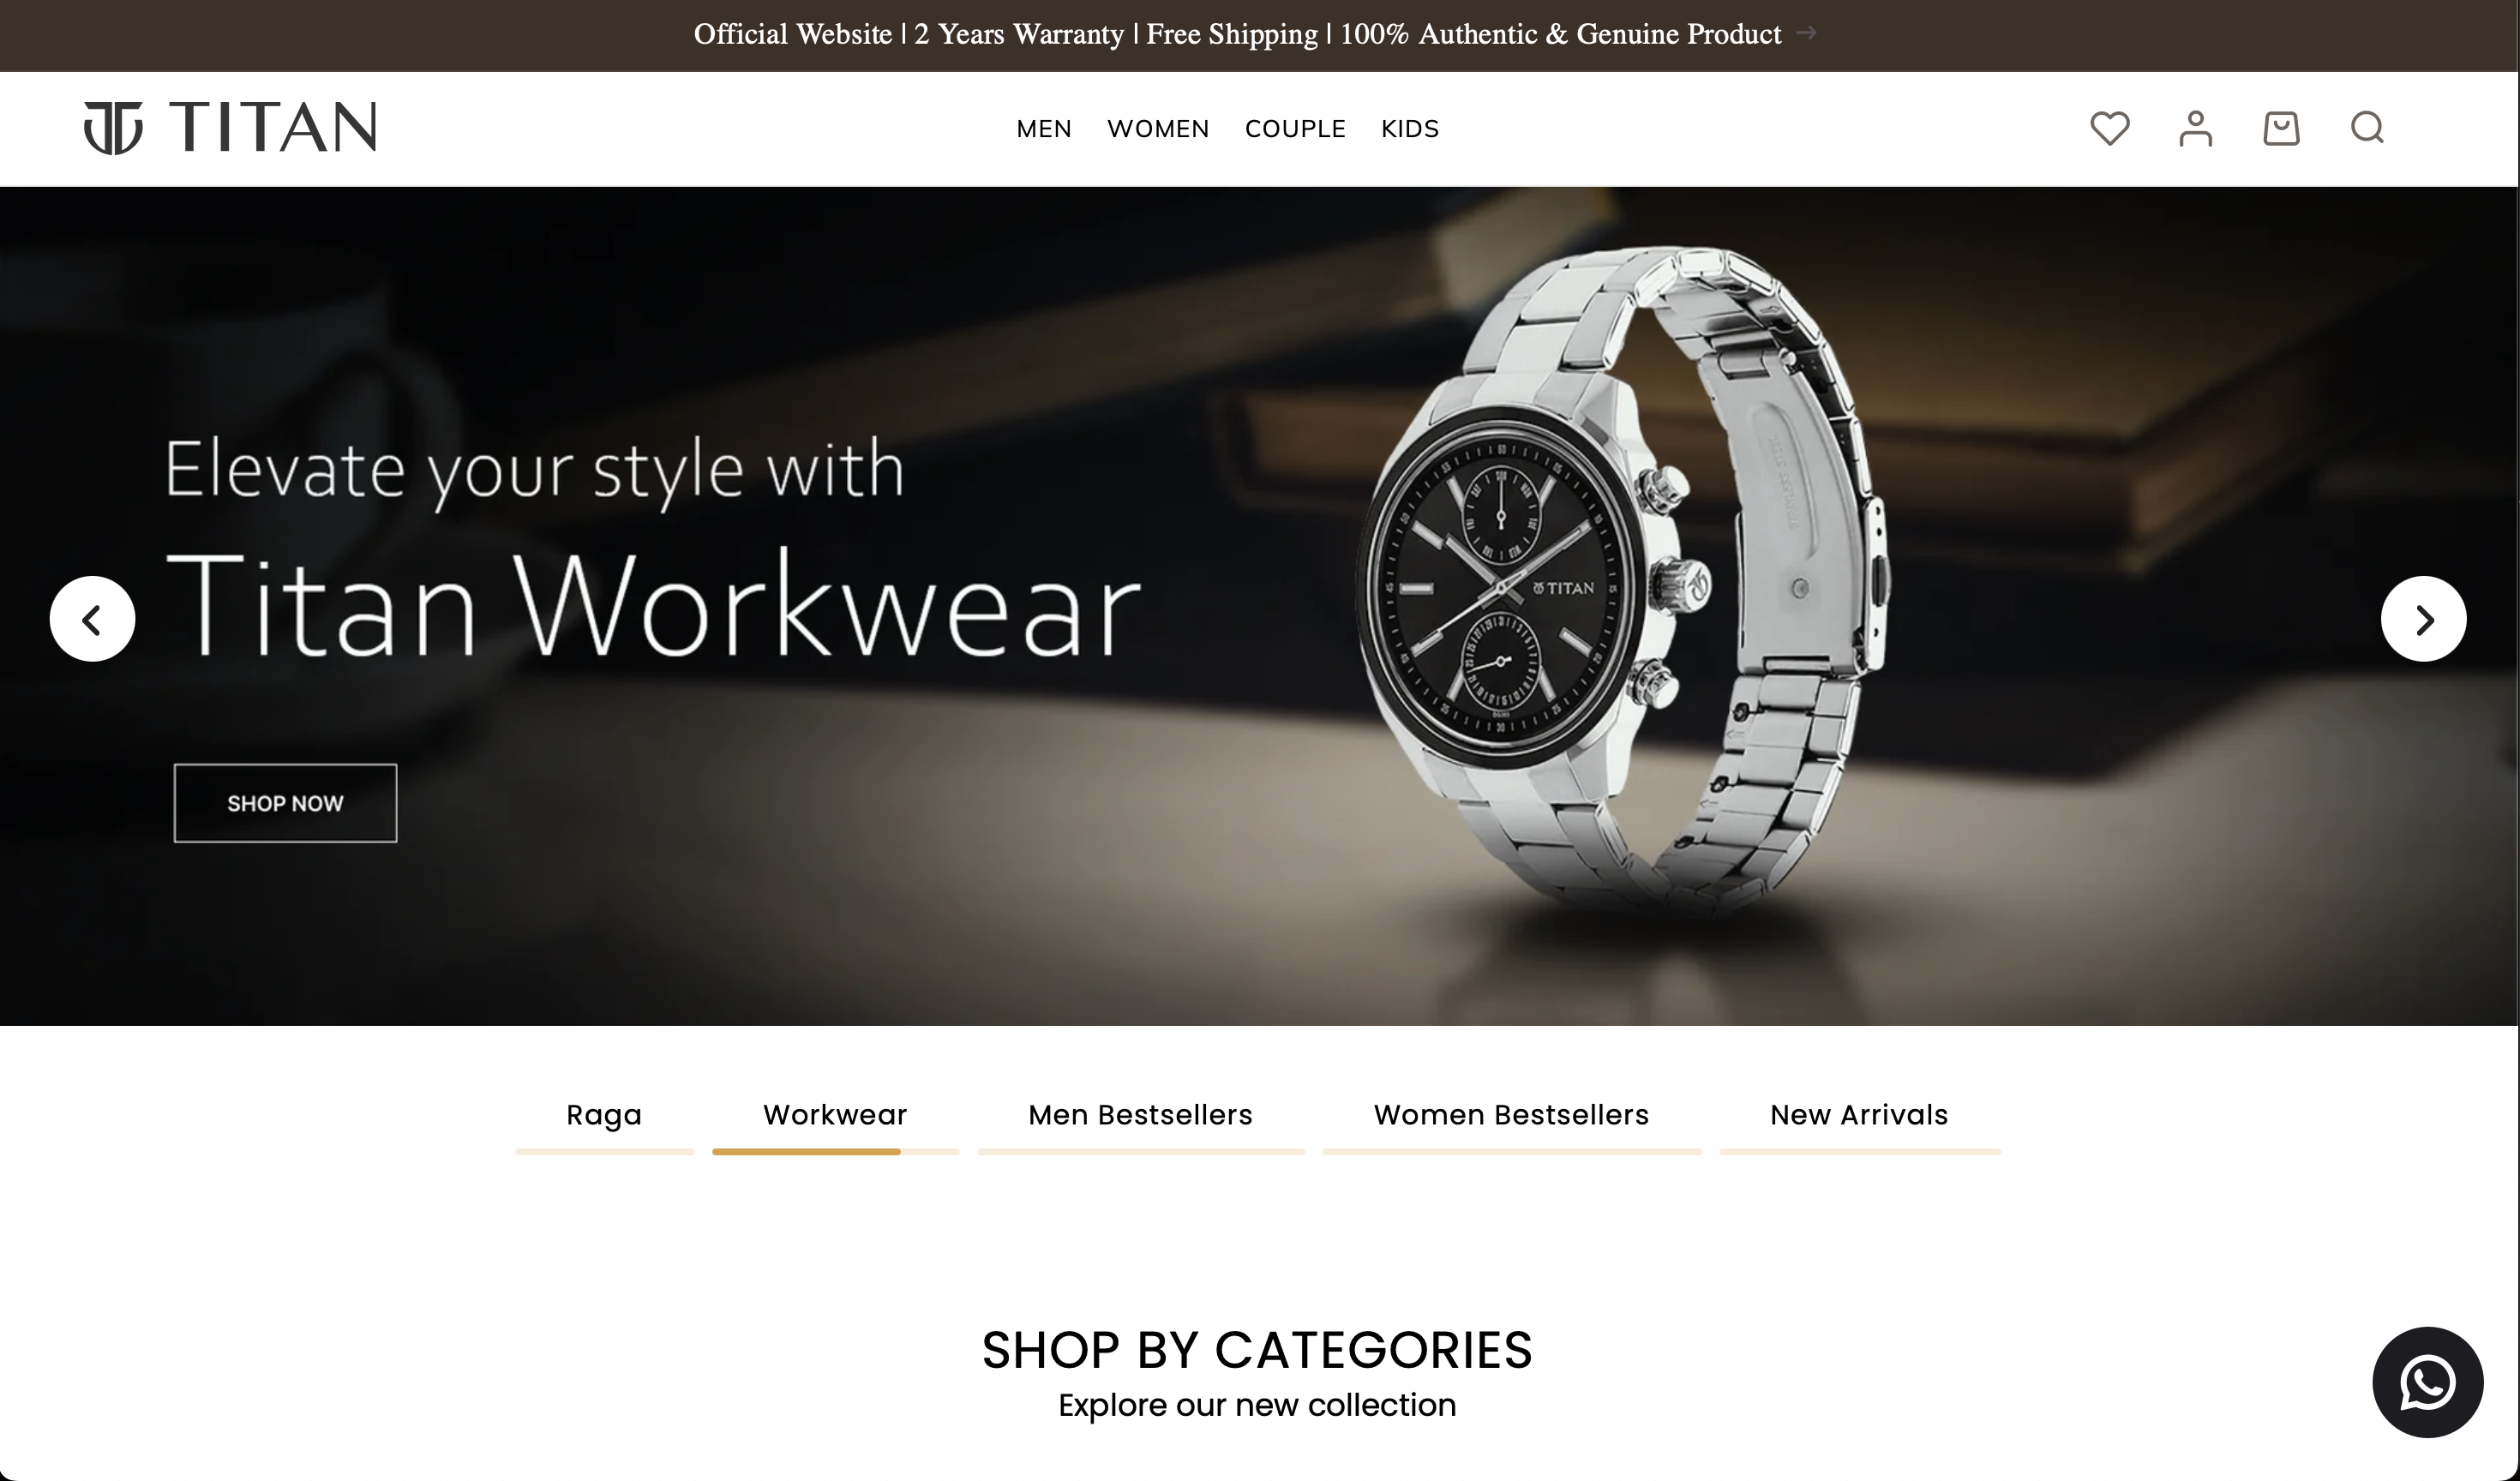 Official Website | 2 Years Warranty | Free Shipping | 100% Authentic & Genuine Product →
TITAN
MEN WOMEN COUPLE KIDS
Elevate your style with
Titan Workwear
TITAN
SHOP NOW
Raga Workwear Men Bestsellers Women Bestsellers New Arrivals
SHOP BY CATEGORIES
Explore our new collection